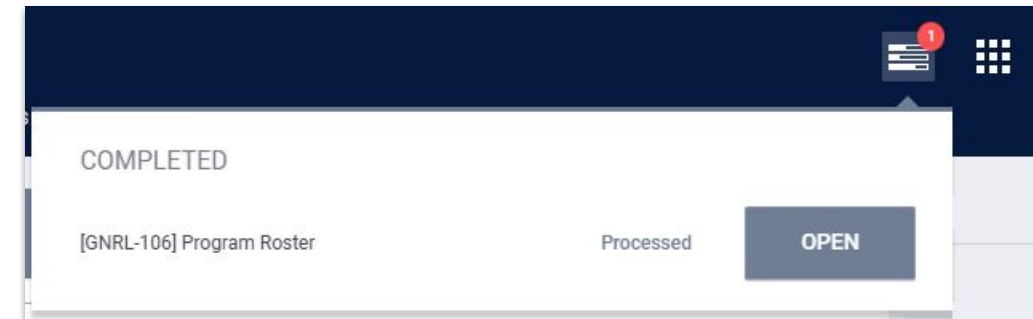 1
s
COMPLETED
[GNRL-106] Program Roster Processed OPEN